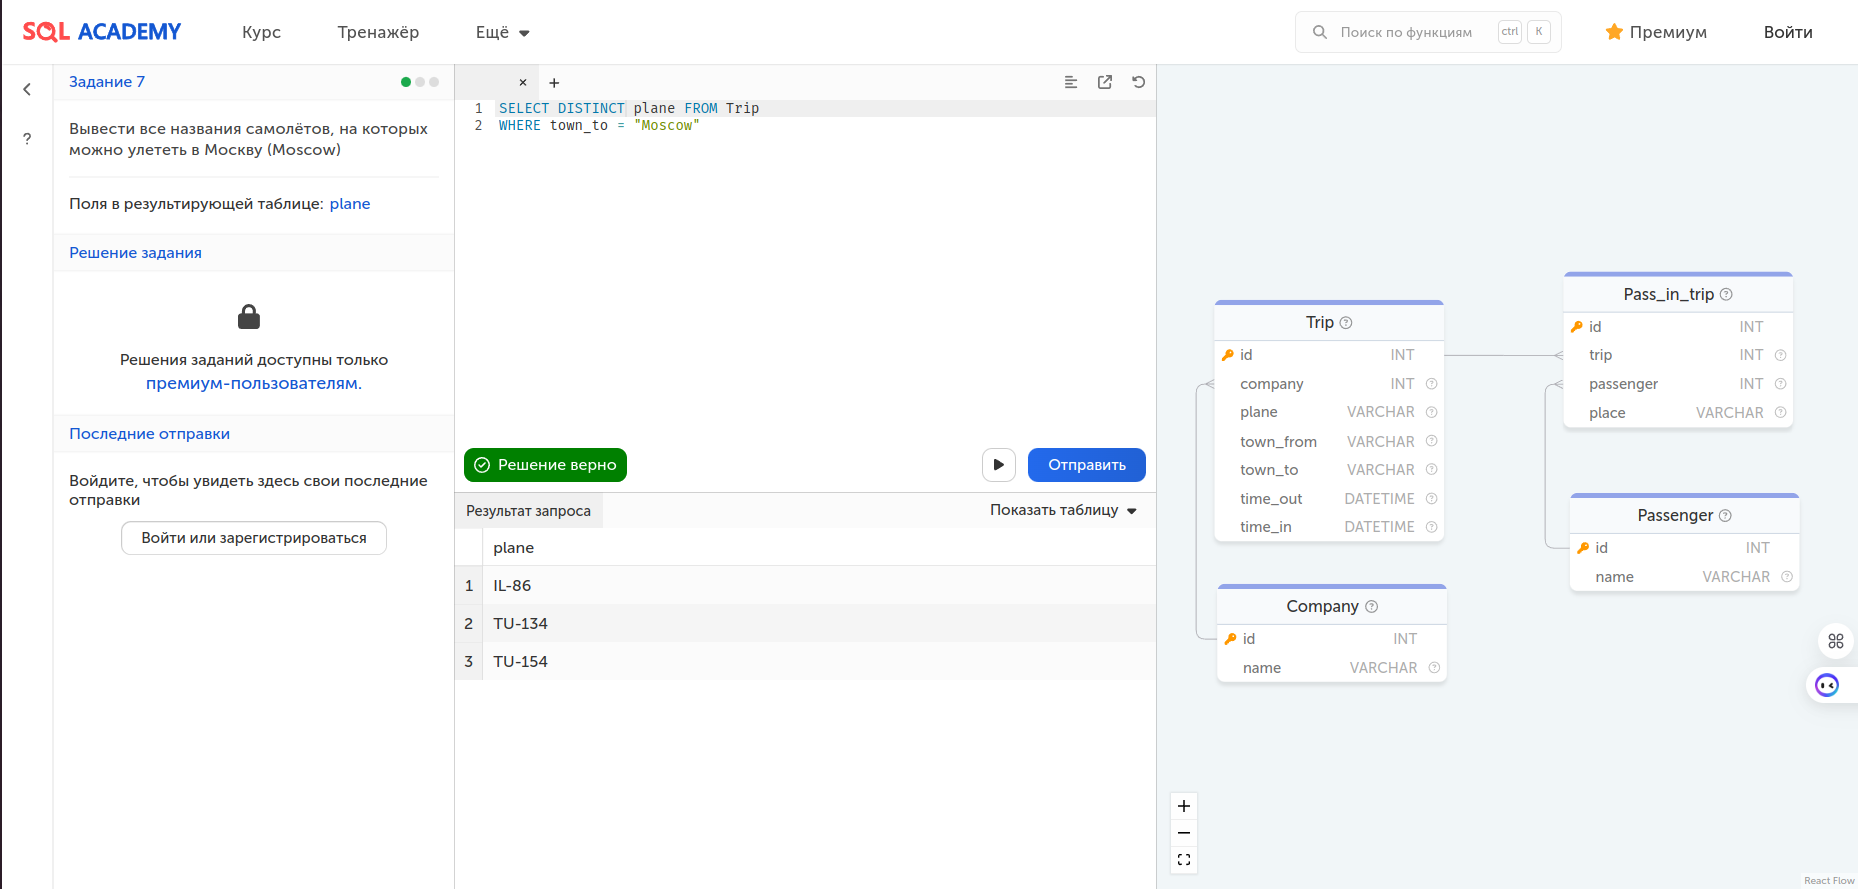 SQL ACADEMY
Курс
Тренажёр
Ещё
Поиск по функциям
ctrl
K
Премиум
Войти
Задание 7
Вывести все названия самолётов, на которых
можно улететь в Москву (Moscow)
Поля в результирующей таблице: plane
Решение задания
Решения заданий доступны только
премиум-пользователям.
Последние отправки
Войдите, чтобы увидеть здесь свои последние
отправки
Войти или зарегистрироваться
1 SELECT DISTINCT plane FROM Trip
2 WHERE town_to = "Moscow"
Решение верно
Отправить
Результат запроса
Показать таблицу
plane
1 IL-86
2 TU-134
3 TU-154
Trip
id INT
company INT
plane VARCHAR
town_from VARCHAR
town_to VARCHAR
time_out DATETIME
time_in DATETIME
Company
id INT
name VARCHAR
Pass_in_trip
id INT
trip INT
passenger INT
place VARCHAR
Passenger
id INT
name VARCHAR
React Flow